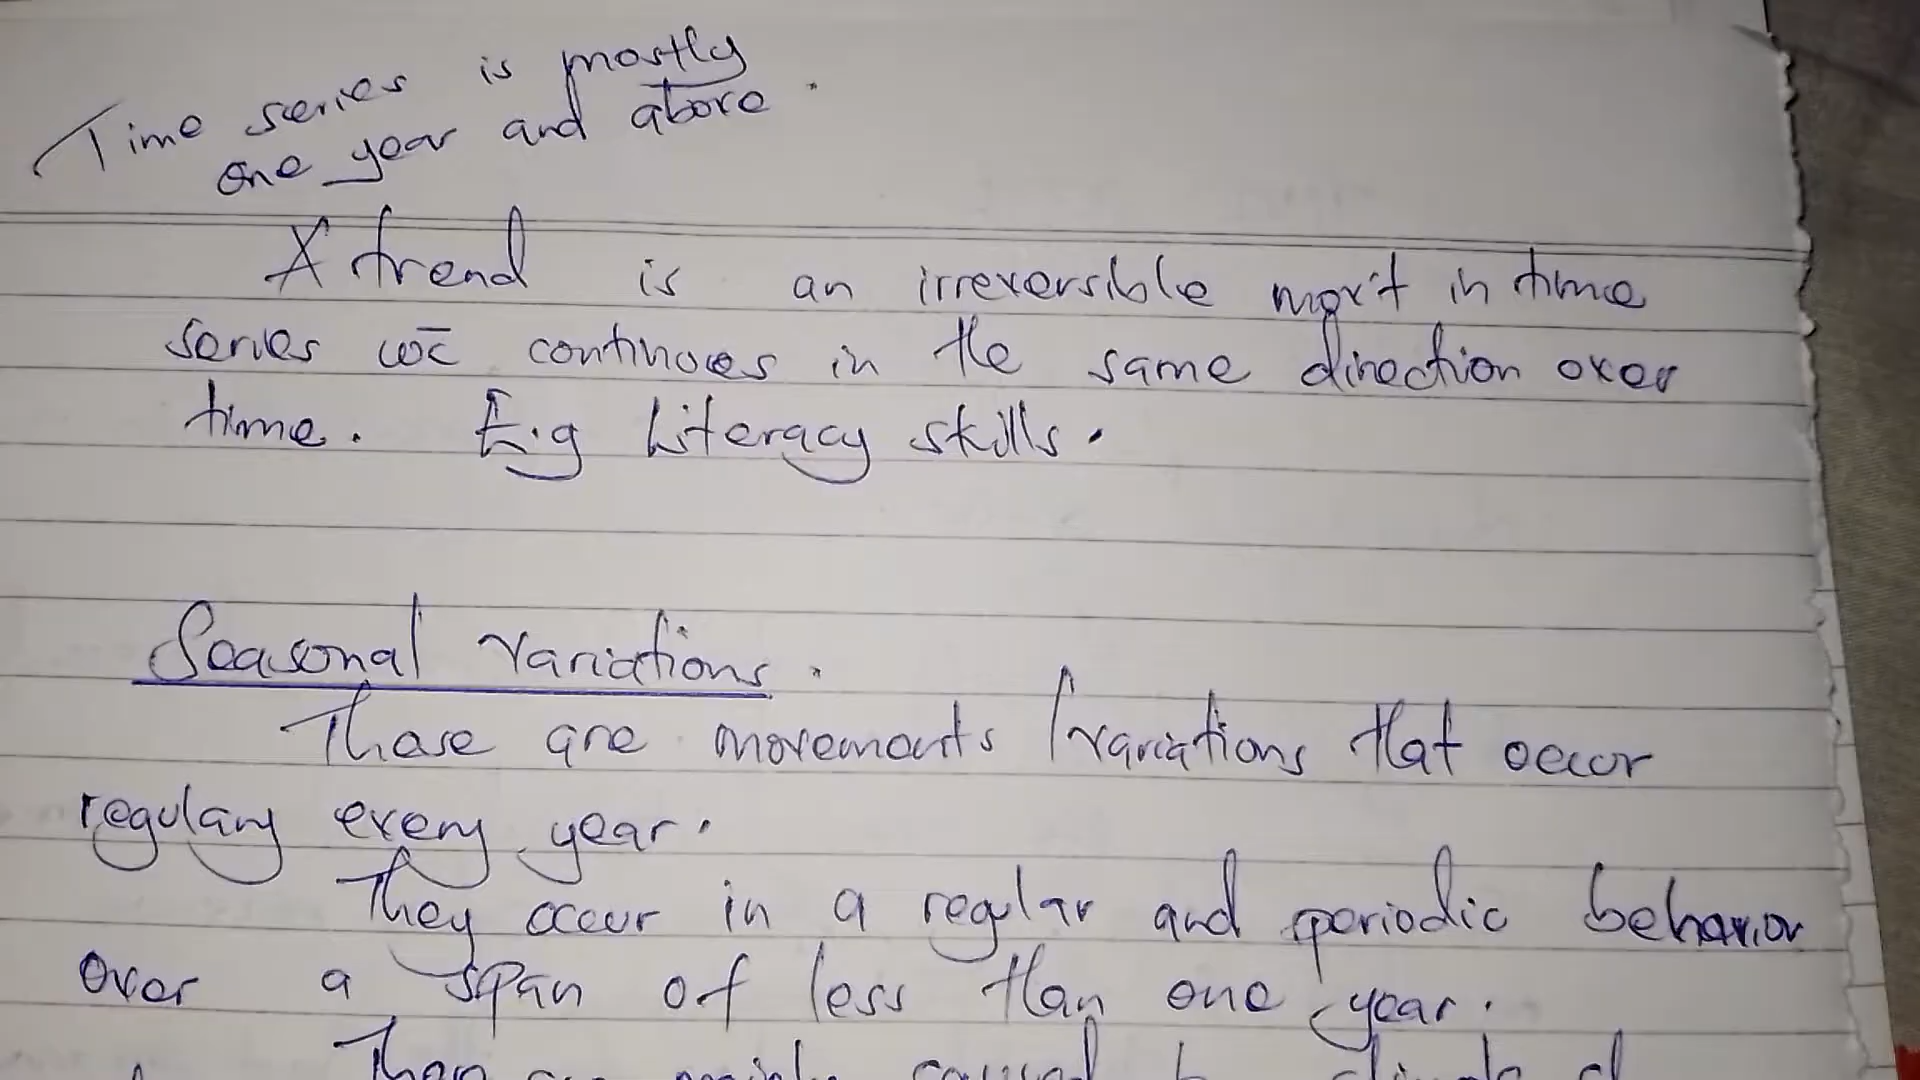 Time series is mostly
one year and above.
A trend is an irreversible mov't in time
series wc̄ continues in the same direction over
time. E.g Literacy skills.
Seasonal variations.
These are movements /variations that occur
regulary every year.
They occur in a regular and periodic behavior
over a span of less than one year.
caused